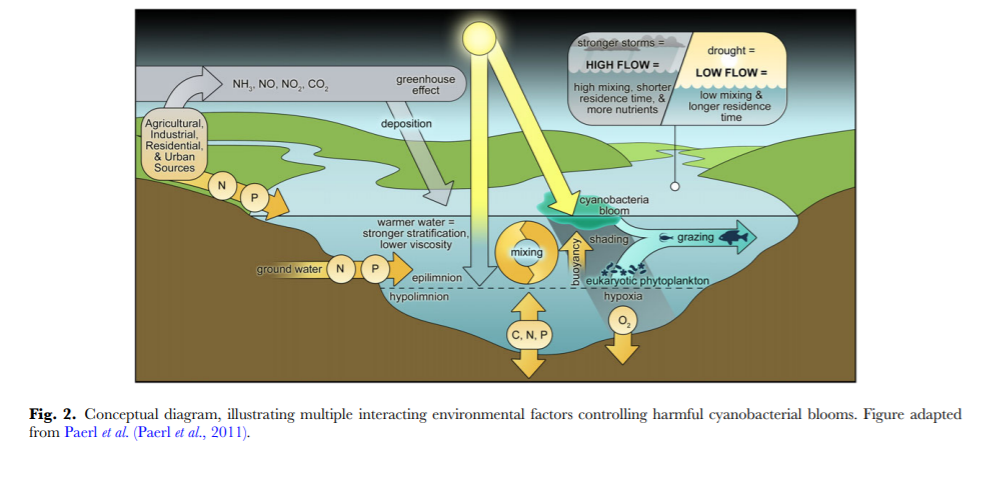 stronger storms =
HIGH FLOW =
high mixing, shorter
residence time, &
more nutrients
drought =
LOW FLOW =
low mixing &
longer residence
time
NH₃, NO, NO₂, CO₂
greenhouse
effect
deposition
Agricultural,
Industrial,
Residential,
& Urban
Sources
N
P
cyanobacteria
bloom
warmer water =
stronger stratification,
lower viscosity
mixing
buoyancy
shading
grazing
ground water
N
P
epilimnion
hypolimnion
eukaryotic phytoplankton
hypoxia
O₂
C, N, P
Fig. 2. Conceptual diagram, illustrating multiple interacting environmental factors controlling harmful cyanobacterial blooms. Figure adapted
from Paerl et al. (Paerl et al., 2011).